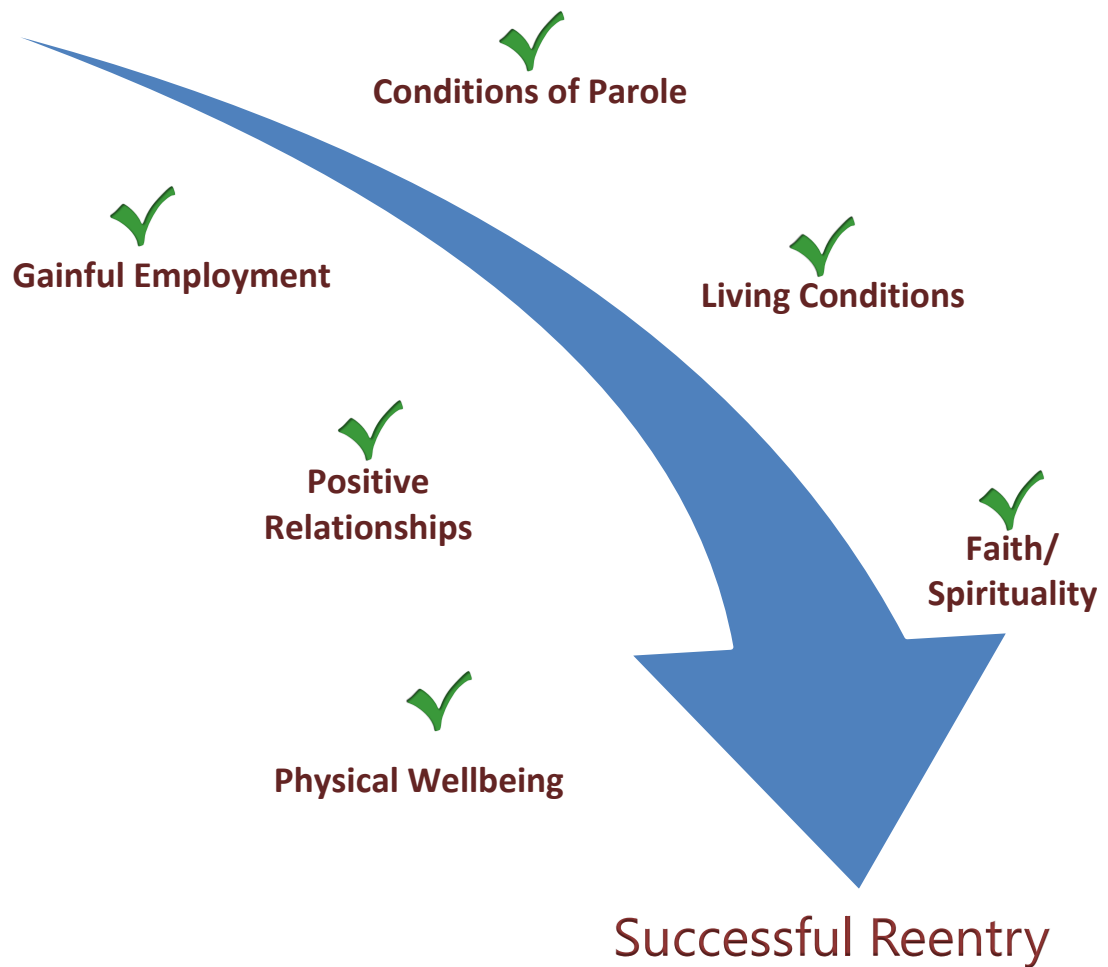 Conditions of Parole
Gainful Employment
Living Conditions
Positive
Relationships
Faith/
Spirituality
Physical Wellbeing
Successful Reentry